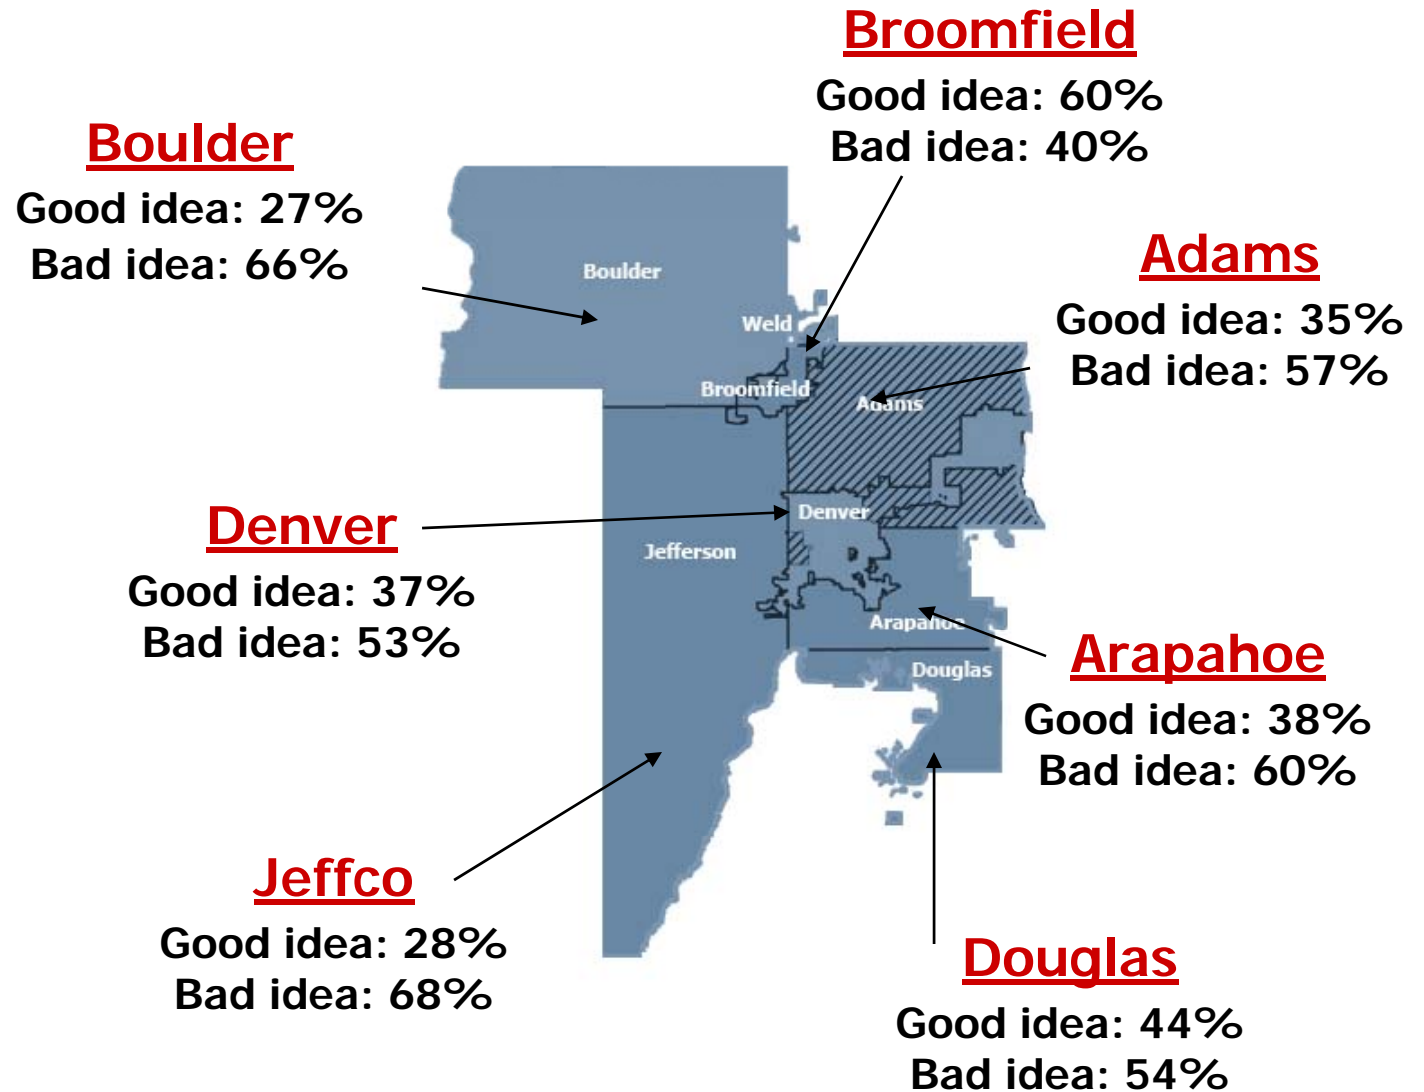 Broomfield
Good idea: 60%
Bad idea: 40%
Boulder
Good idea: 27%
Bad idea: 66%
Adams
Good idea: 35%
Bad idea: 57%
Boulder
Weld
Broomfield
Adams
Denver
Jefferson
Arapahoe
Douglas
Denver
Good idea: 37%
Bad idea: 53%
Arapahoe
Good idea: 38%
Bad idea: 60%
Jeffco
Good idea: 28%
Bad idea: 68%
Douglas
Good idea: 44%
Bad idea: 54%